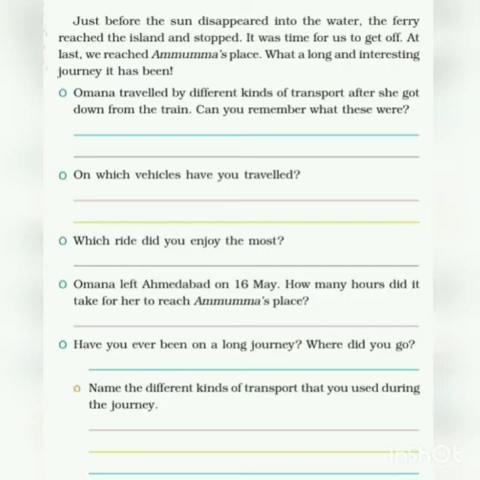 Just before the sun disappeared into the water, the ferry
reached the island and stopped. It was time for us to get off. At
last, we reached Ammumma's place. What a long and interesting
journey it has been!
Omana travelled by different kinds of transport after she got
down from the train. Can you remember what these were?
On which vehicles have you travelled?
Which ride did you enjoy the most?
Omana left Ahmedabad on 16 May. How many hours did it
take for her to reach Ammumma's place?
Have you ever been on a long journey? Where did you go?
Name the different kinds of transport that you used during
the journey.
InShOt